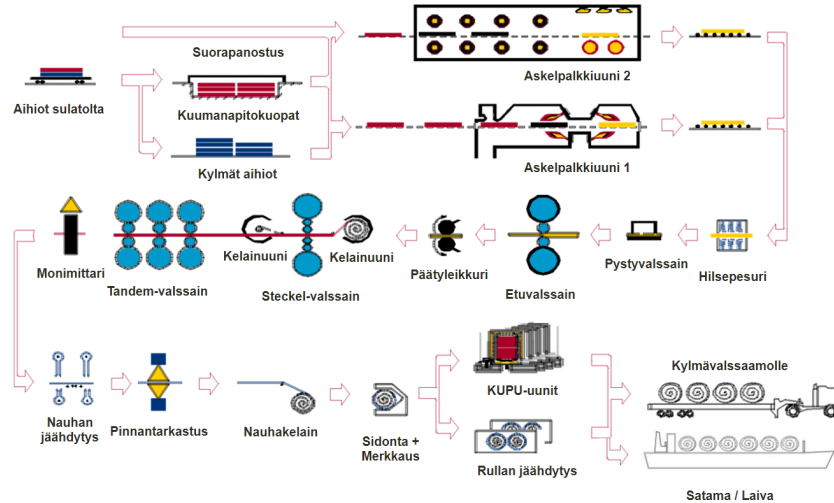 Suorapanostus
Askelpalkkiuuni 2
Aihiot sulatolta
Kuumanapitokuopat
Kylmät aihiot
Askelpalkkiuuni 1
Monimittari
Tandem-valssain
Kelainuuni
Steckel-valssain
Kelainuuni
Päätyleikkuri
Etuvalssain
Pystyvalssain
Hilsepesuri
Nauhan
jäähdytys
Pinnantarkastus
Nauhakelain
Sidonta +
Merkkaus
KUPU-uunit
Rullan jäähdytys
Kylmävalssaamolle
Satama / Laiva